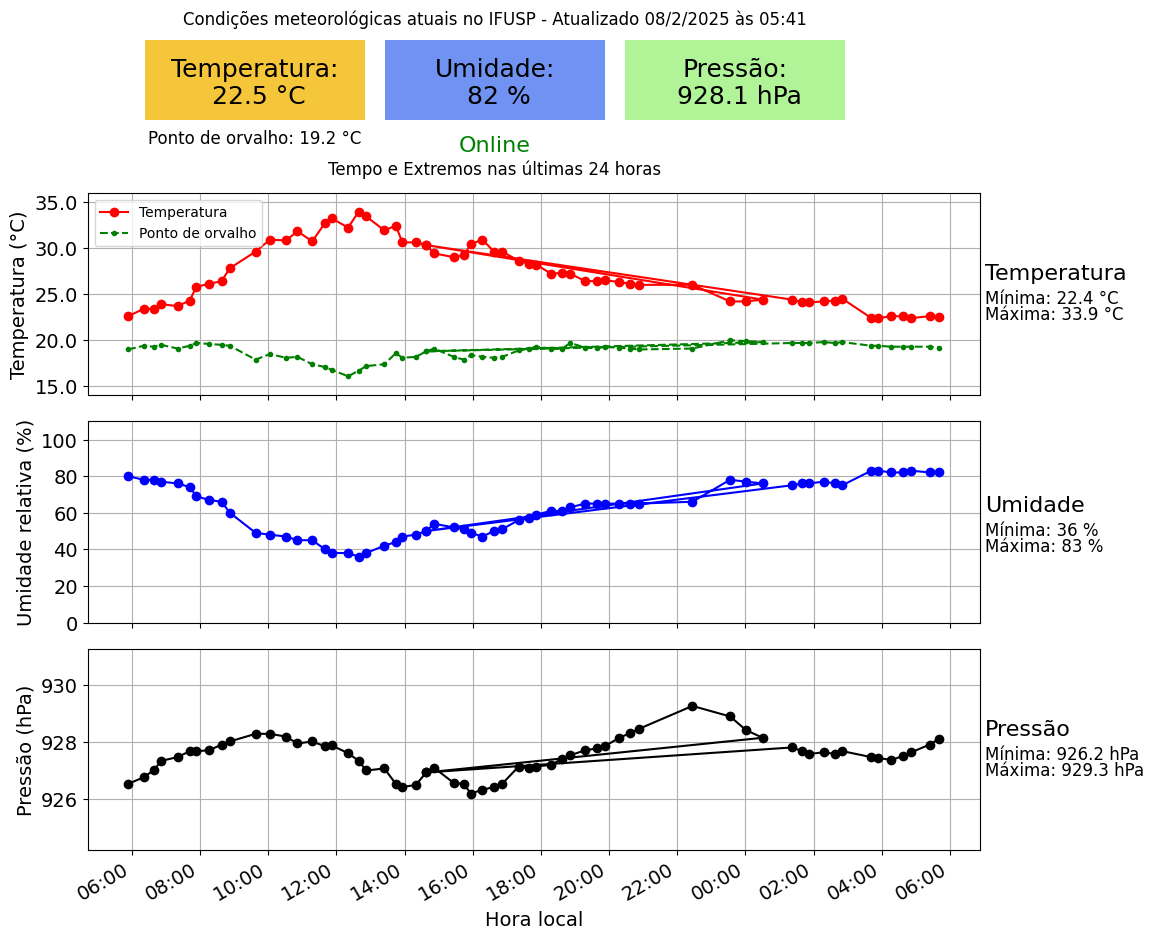 Condições meteorológicas atuais no IFUSP - Atualizado 08/2/2025 às 05:41
Temperatura:
22.5 °C
Umidade:
82 %
Pressão:
928.1 hPa
Ponto de orvalho: 19.2 °C
Online
Tempo e Extremos nas últimas 24 horas
Temperatura (°C)
35.0
30.0
25.0
20.0
15.0
Temperatura
Ponto de orvalho
Temperatura
Mínima: 22.4 °C
Máxima: 33.9 °C
Umidade relativa (%)
100
80
60
40
20
0
Umidade
Mínima: 36 %
Máxima: 83 %
Pressão (hPa)
930
928
926
Pressão
Mínima: 926.2 hPa
Máxima: 929.3 hPa
06:00 08:00 10:00 12:00 14:00 16:00 18:00 20:00 22:00 00:00 02:00 04:00 06:00
Hora local